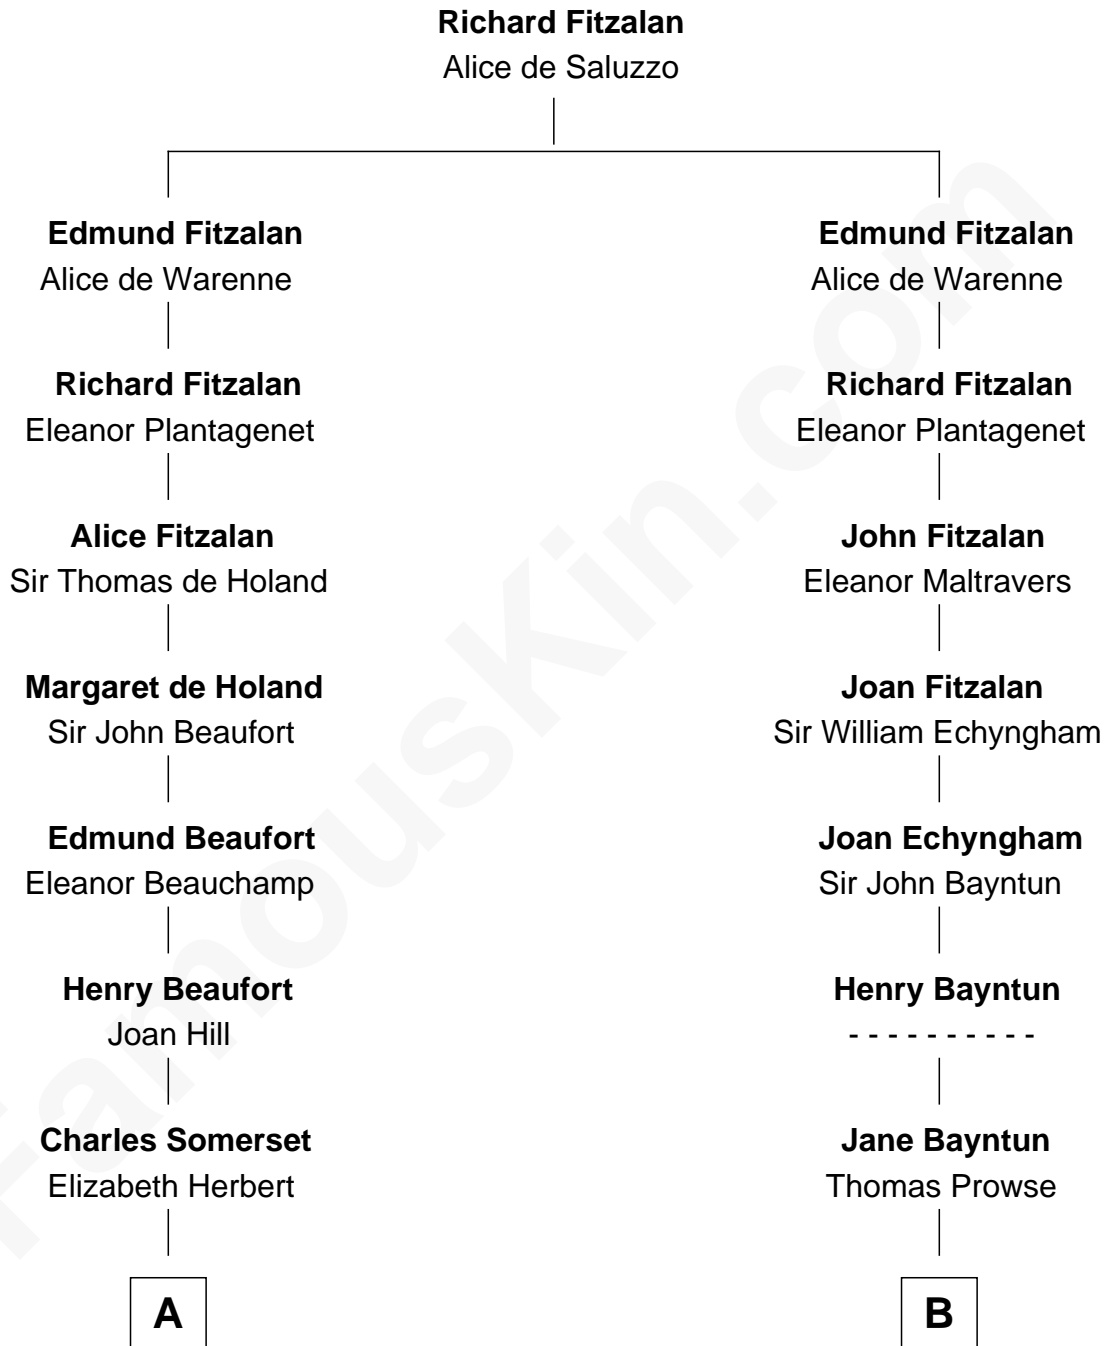 Richard Fitzalan
Alice de Saluzzo
Edmund Fitzalan
Alice de Warenne
Richard Fitzalan
Eleanor Plantagenet
Alice Fitzalan
Sir Thomas de Holand
Margaret de Holand
Sir John Beaufort
Edmund Beaufort
Eleanor Beauchamp
Henry Beaufort
Joan Hill
Charles Somerset
Elizabeth Herbert
A
Edmund Fitzalan
Alice de Warenne
Richard Fitzalan
Eleanor Plantagenet
John Fitzalan
Eleanor Maltravers
Joan Fitzalan
Sir William Echyngham
Joan Echyngham
Sir John Bayntun
Henry Bayntun
- - - - - - - - - -
Jane Bayntun
Thomas Prowse
B
FamousKin.com